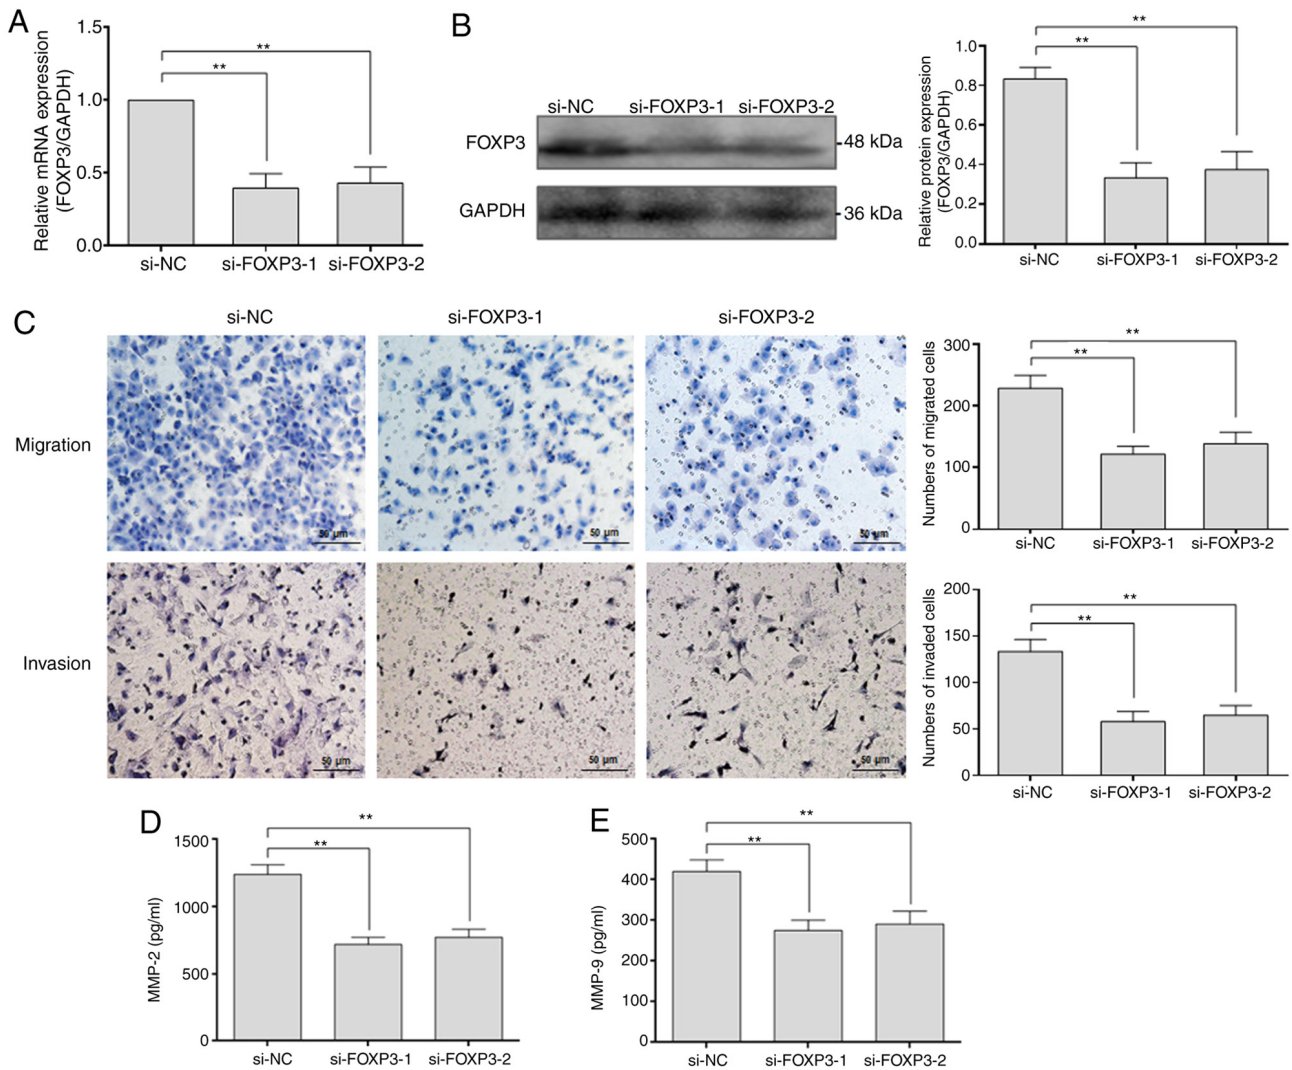 A
Relative mRNA expression
(FOXP3/GAPDH)
1.5
1.0
0.5
0.0
**
**
si-NC si-FOXP3-1 si-FOXP3-2
B
si-NC si-FOXP3-1 si-FOXP3-2
FOXP3
48 kDa
GAPDH
36 kDa
Relative protein expression
(FOXP3/GAPDH)
1.0
0.8
0.6
0.4
0.2
0.0
**
**
si-NC si-FOXP3-1 si-FOXP3-2
C
si-NC si-FOXP3-1 si-FOXP3-2
Migration
50 µm 50 µm 50 µm
Numbers of migrated cells
300
200
100
0
**
**
si-NC si-FOXP3-1 si-FOXP3-2
Invasion
50 µm 50 µm 50 µm
Numbers of invaded cells
200
150
100
50
0
**
**
si-NC si-FOXP3-1 si-FOXP3-2
D
MMP-2 (pg/ml)
1500
1000
500
0
**
**
si-NC si-FOXP3-1 si-FOXP3-2
E
MMP-9 (pg/ml)
500
400
300
200
100
0
**
**
si-NC si-FOXP3-1 si-FOXP3-2